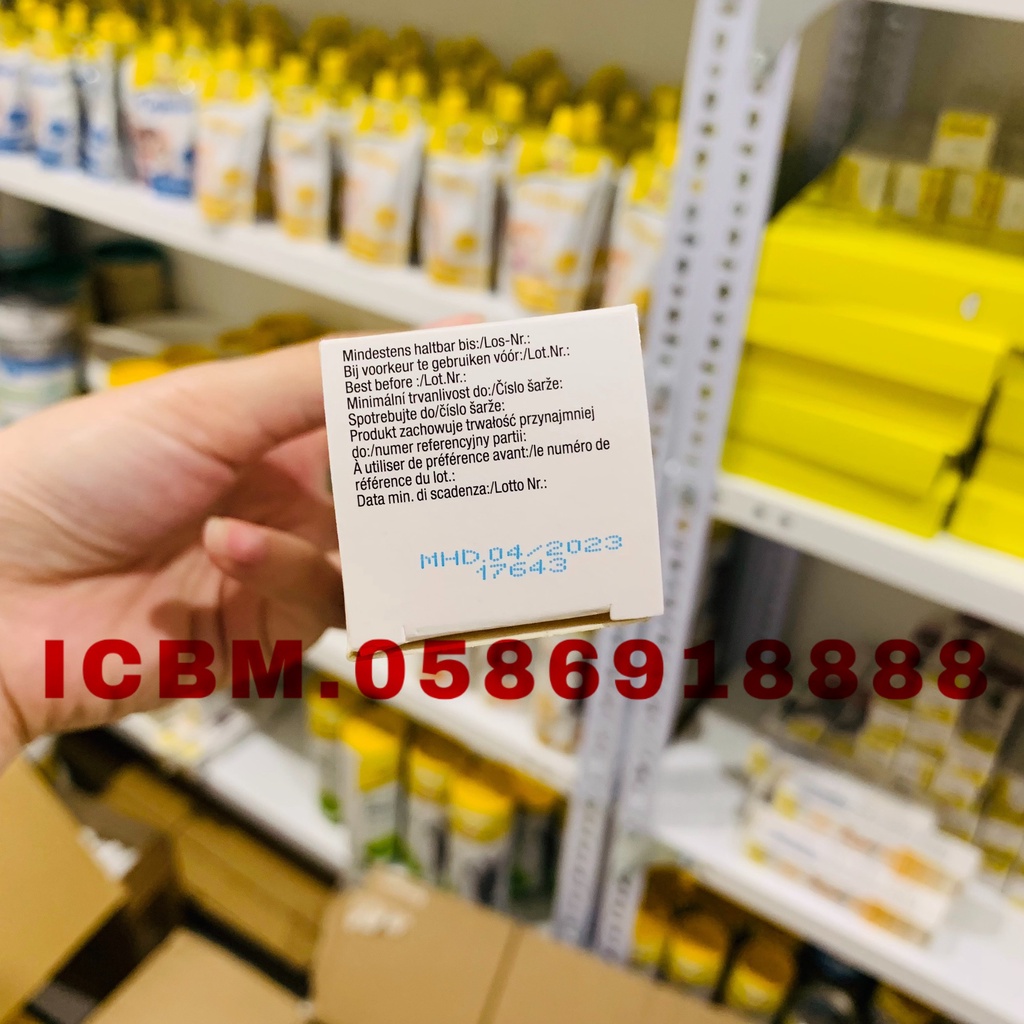 Mindestens haltbar bis:/Los-Nr.:
Bij voorkeur te gebruiken vóór:/Lot.Nr.:
Best before :/Lot.Nr.:
Minimální trvanlivost do:/Číslo šarže:
Spotrebujte do/číslo šarže:
Produkt zachowuje trwałość przynajmniej
do:/numer referencyjny partii:
À utiliser de préférence avant:/le numéro de
référence du lot.:
Data min. di scadenza:/Lotto Nr.:
MHD.04/2023
17643
ICBM.0586918888